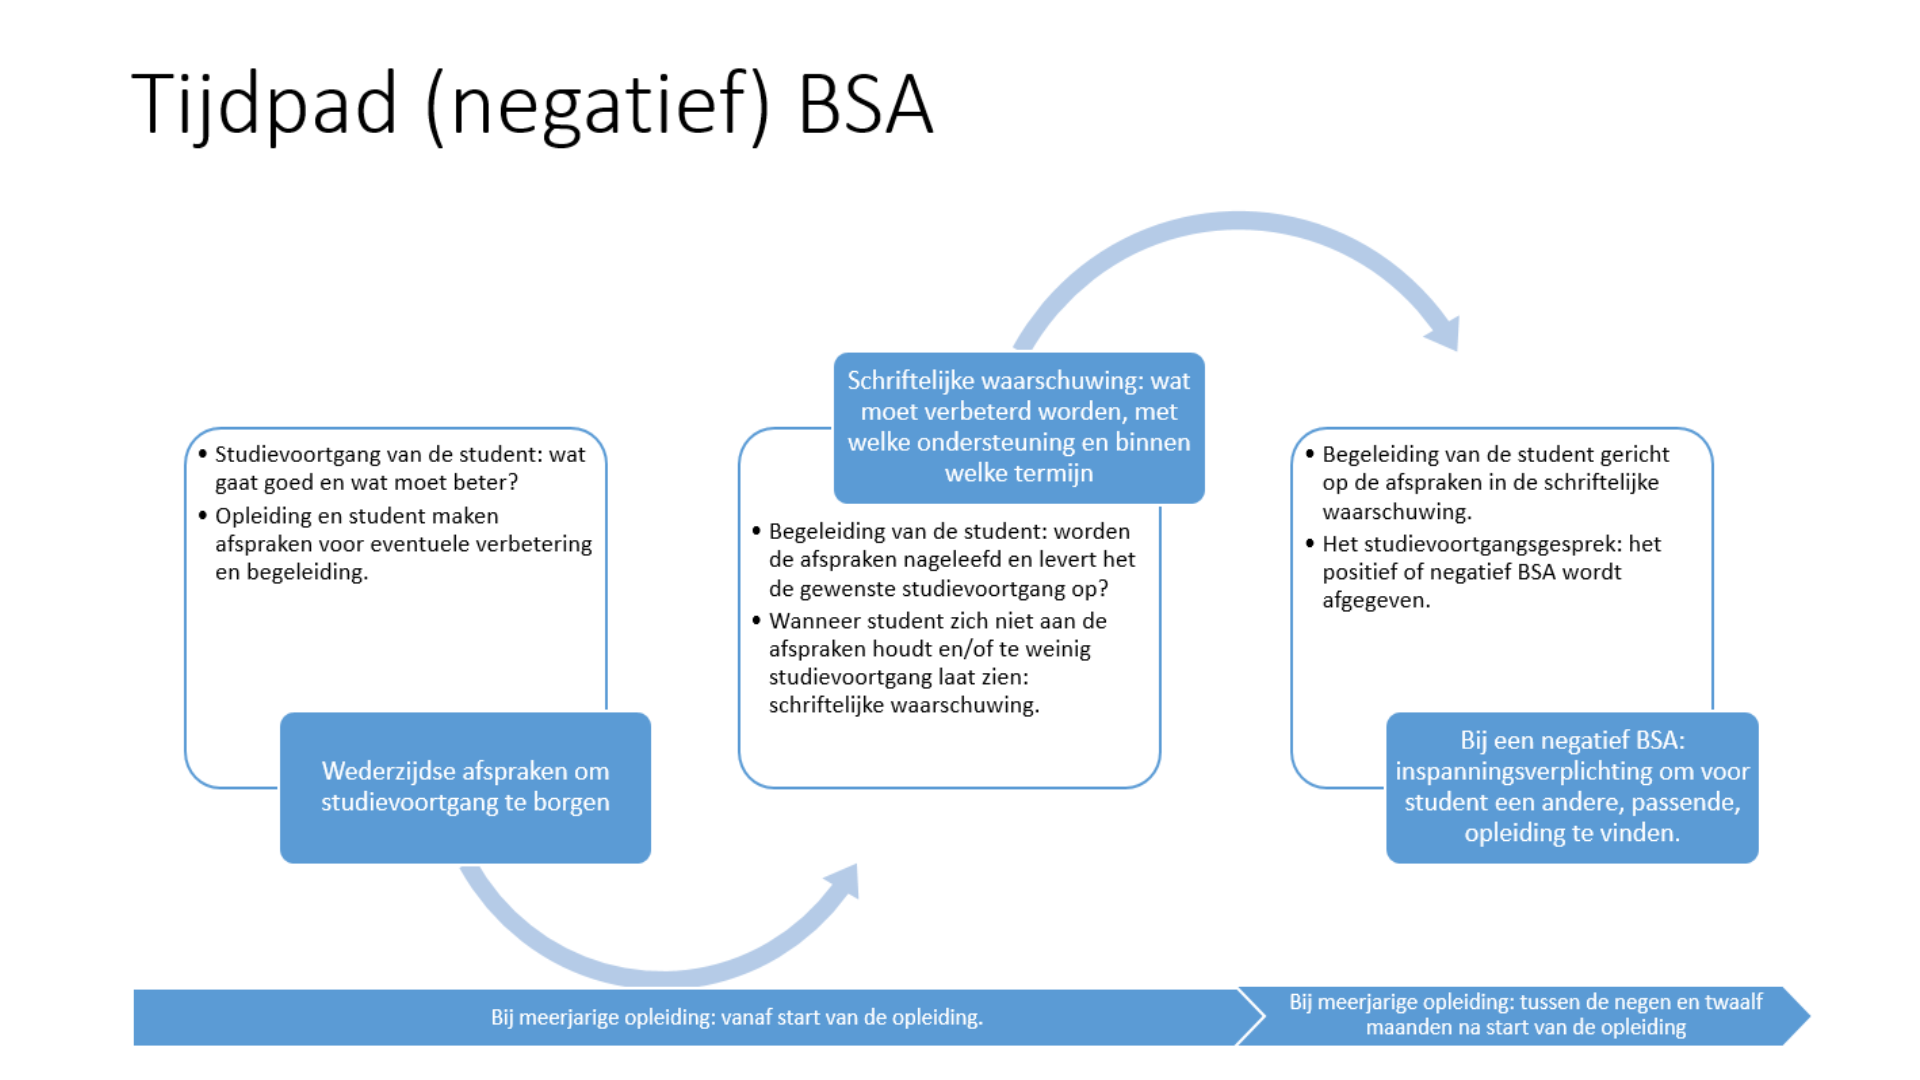 Tijdpad (negatief) BSA
• Studievoortgang van de student: wat
gaat goed en wat moet beter?
• Opleiding en student maken
afspraken voor eventuele verbetering
en begeleiding.
Wederzijdse afspraken om
studievoortgang te borgen
Schriftelijke waarschuwing: wat
moet verbeterd worden, met
welke ondersteuning en binnen
welke termijn
• Begeleiding van de student: worden
de afspraken nageleefd en levert het
de gewenste studievoortgang op?
• Wanneer student zich niet aan de
afspraken houdt en/of te weinig
studievoortgang laat zien:
schriftelijke waarschuwing.
• Begeleiding van de student gericht
op de afspraken in de schriftelijke
waarschuwing.
• Het studievoortgangsgesprek: het
positief of negatief BSA wordt
afgegeven.
Bij een negatief BSA:
inspanningsverplichting om voor
student een andere, passende,
opleiding te vinden.
Bij meerjarige opleiding: vanaf start van de opleiding.
Bij meerjarige opleiding: tussen de negen en twaalf
maanden na start van de opleiding